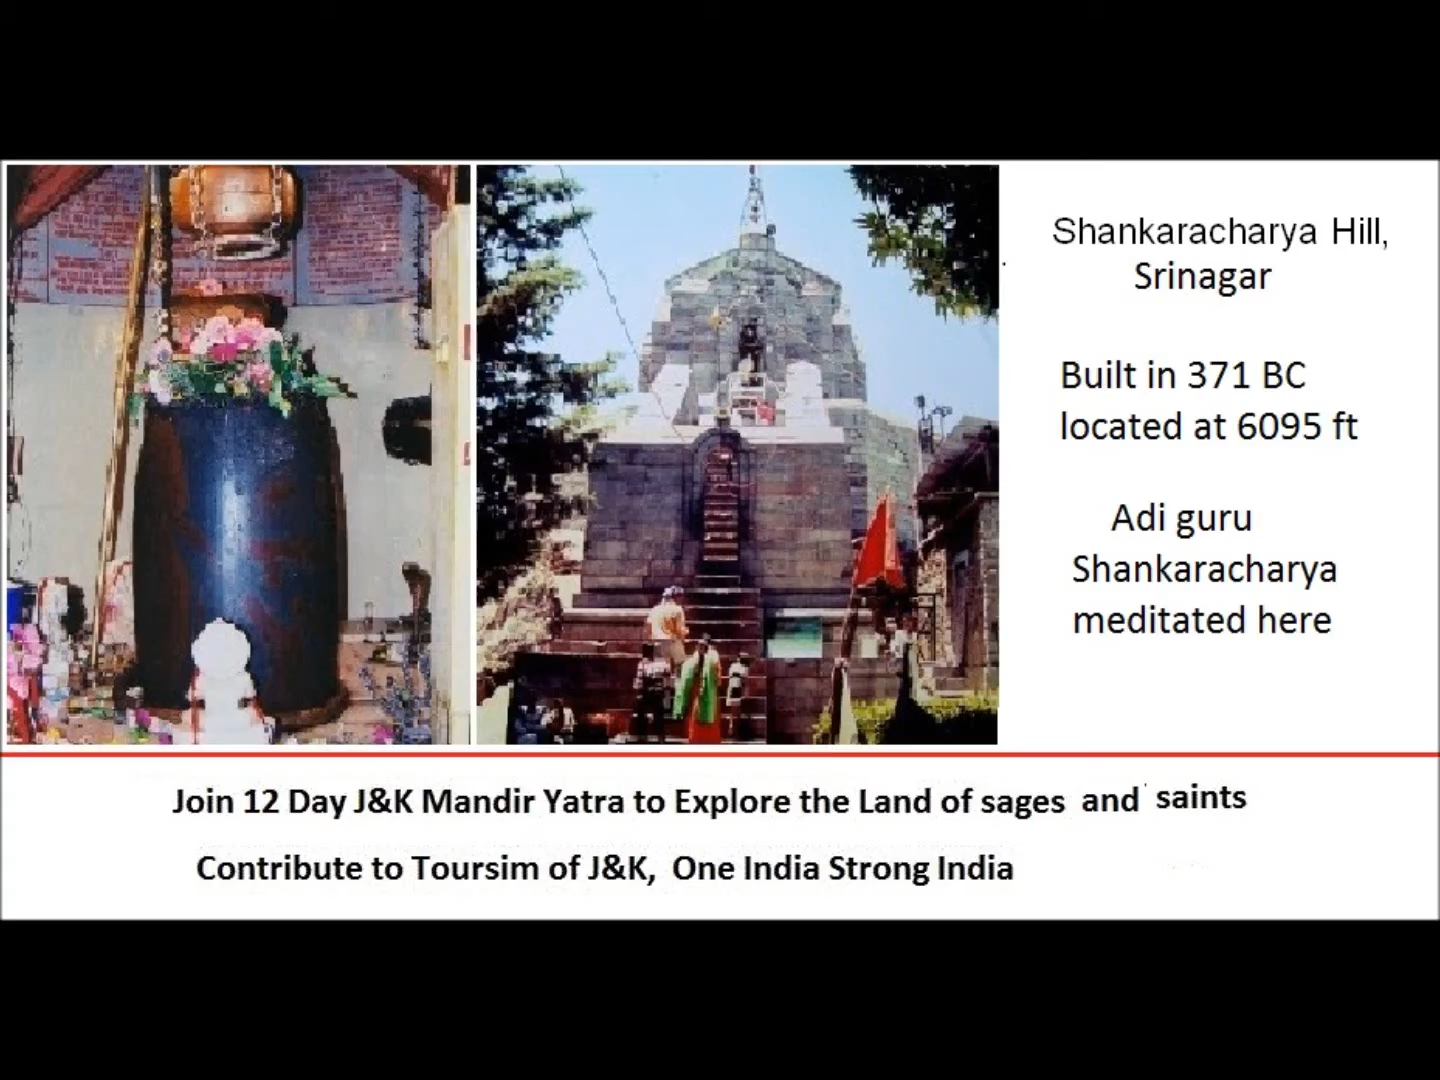 Shankaracharya Hill,
Srinagar
Built in 371 BC
located at 6095 ft
Adi guru
Shankaracharya
meditated here
Join 12 Day J&K Mandir Yatra to Explore the Land of sages and saints
Contribute to Toursim of J&K, One India Strong India